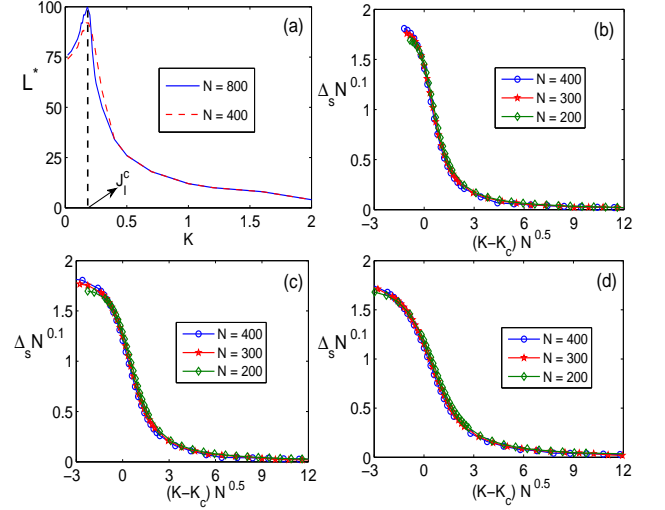 (a)
100
75
50
25
0
L*
N = 800
N = 400
J_l^c
0
0.5
1
1.5
2
K
(b)
2
1.5
1
0.5
0
Δ_s N^0.1
N = 400
N = 300
N = 200
−3
0
3
6
9
12
(K−K_c) N^0.5
(c)
2
1.5
1
0.5
0
Δ_s N^0.1
N = 400
N = 300
N = 200
−3
0
3
6
9
12
(K−K_c) N^0.5
(d)
2
1.5
1
0.5
0
Δ_s N^0.1
N = 400
N = 300
N = 200
−3
0
3
6
9
12
(K−K_c) N^0.5